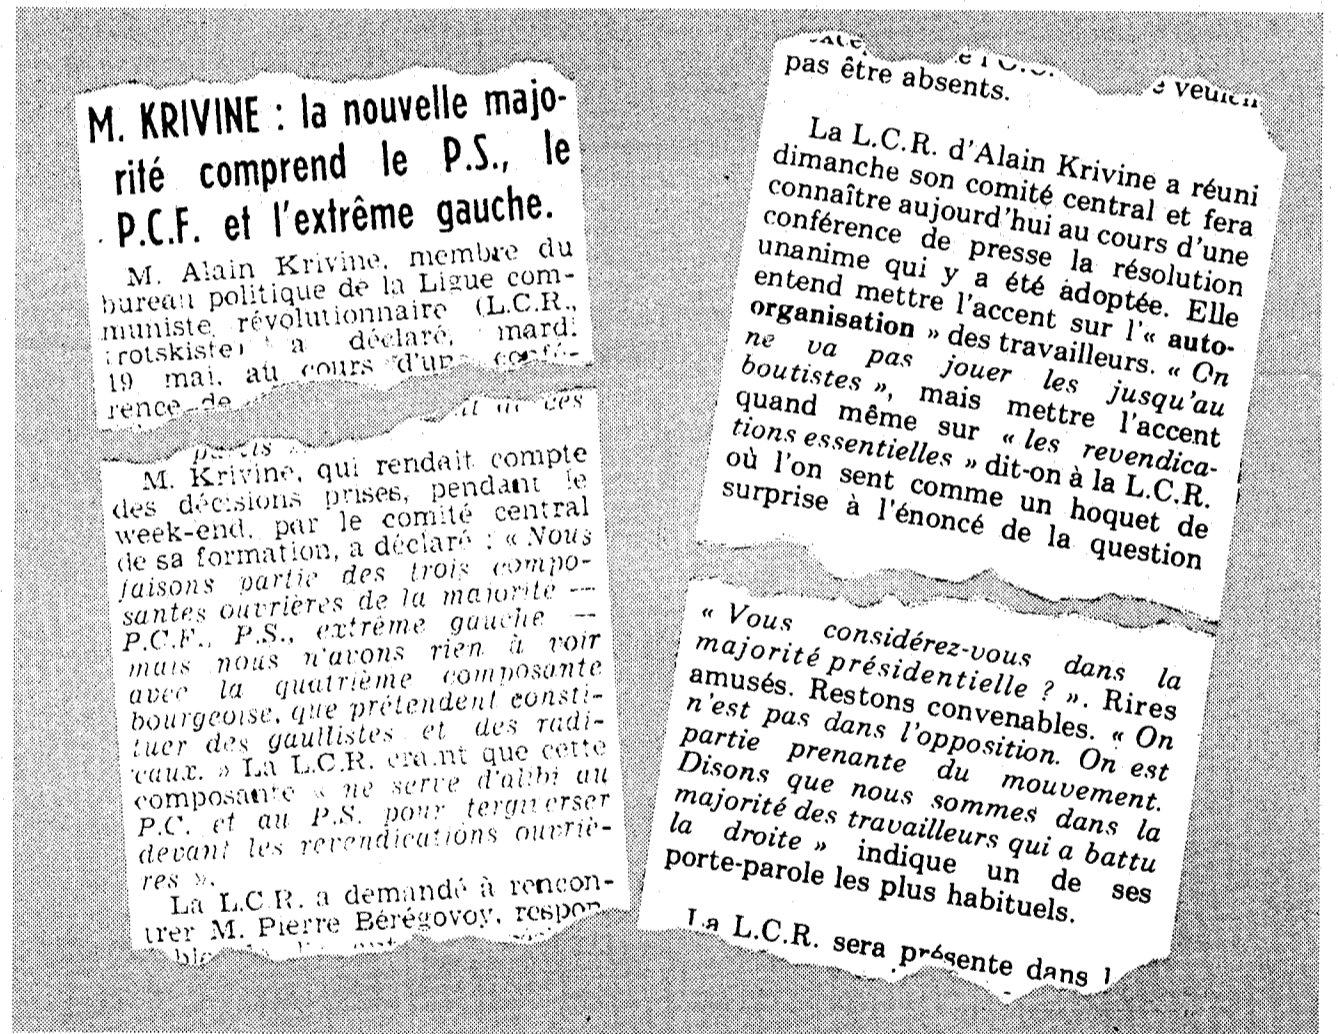 M. KRIVINE : la nouvelle majo-
rité comprend le P.S., le
P.C.F. et l'extrême gauche.
M. Alain Krivine, membre du
bureau politique de la Ligue com-
muniste révolutionnaire (L.C.R.,
trotskiste) a déclaré, mardi
19 mai, au cours d'une confé-
rence de
ces
M. Krivine, qui rendait compte
des décisions prises, pendant le
week-end, par le comité central
de sa formation, a déclaré : « Nous
faisons partie des trois compo-
santes ouvrières de la majorité —
P.C.F., P.S., extrême gauche —
mais nous n'avons rien à voir
avec la quatrième composante
bourgeoise, que prétendent consti-
tuer des gaullistes et des radi-
caux. » La L.C.R. craint que cette
composante « ne serve d'alibi au
P.C. et au P.S. pour tergiverser
devant les revendications ouvriè-
res ».
La L.C.R. a demandé à rencon-
trer M. Pierre Bérégovoy, respon-
veulen
pas être absents.
La L.C.R. d'Alain Krivine a réuni
dimanche son comité central et fera
connaître aujourd'hui au cours d'une
conférence de presse la résolution
unanime qui y a été adoptée. Elle
entend mettre l'accent sur l'« auto-
organisation » des travailleurs. « On
ne va pas jouer les jusqu'au
boutistes », mais mettre l'accent
quand même sur « les revendica-
tions essentielles » dit-on à la L.C.R.
où l'on sent comme un hoquet de
surprise à l'énoncé de la question
« Vous considérez-vous dans la
majorité présidentielle ? ». Rires
amusés. Restons convenables. « On
n'est pas dans l'opposition. On est
partie prenante du mouvement.
Disons que nous sommes dans la
majorité des travailleurs qui a battu
la droite » indique un de ses
porte-parole les plus habituels.
La L.C.R. sera présente dans l